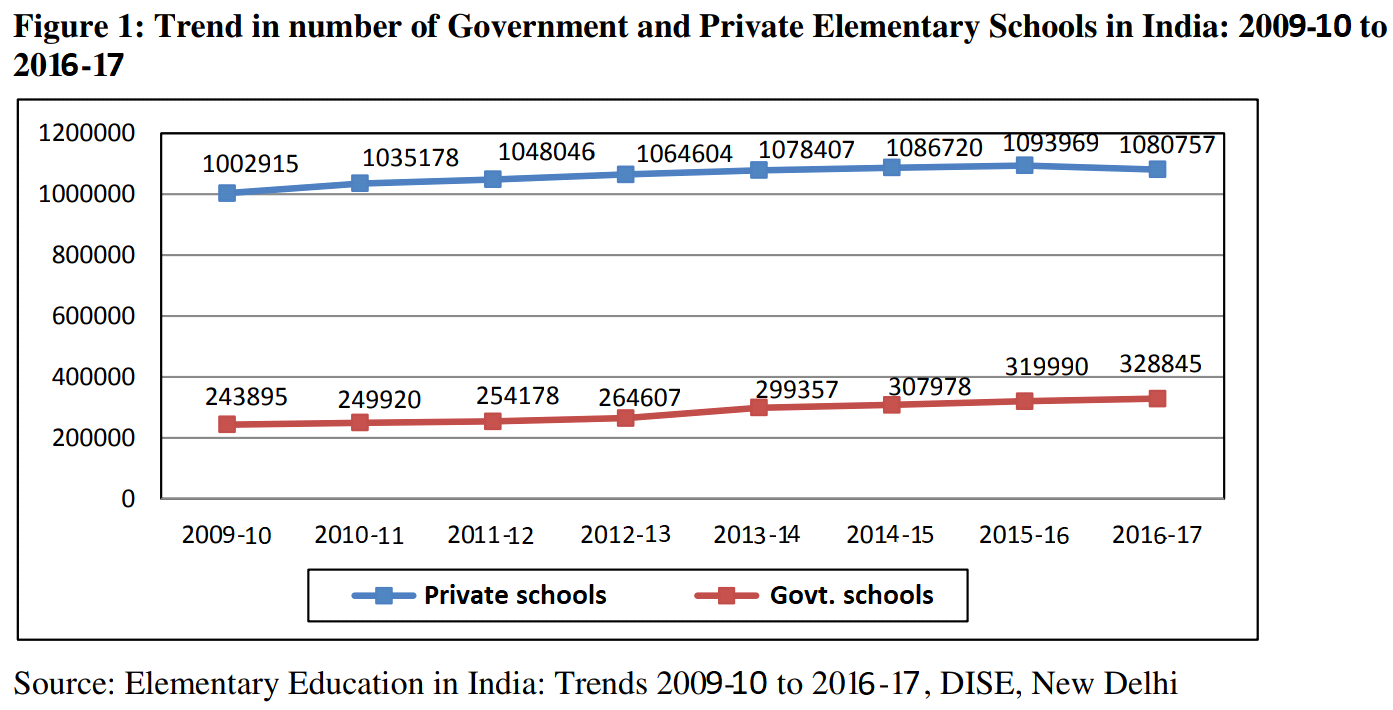 Figure 1: Trend in number of Government and Private Elementary Schools in India: 2009-10 to
2016-17
1200000
1000000
800000
600000
400000
200000
0
1002915 1035178 1048046 1064604 1078407 1086720 1093969 1080757
243895 249920 254178 264607 299357 307978 319990 328845
2009-10 2010-11 2011-12 2012-13 2013-14 2014-15 2015-16 2016-17
Private schools Govt. schools
Source: Elementary Education in India: Trends 2009-10 to 2016-17, DISE, New Delhi